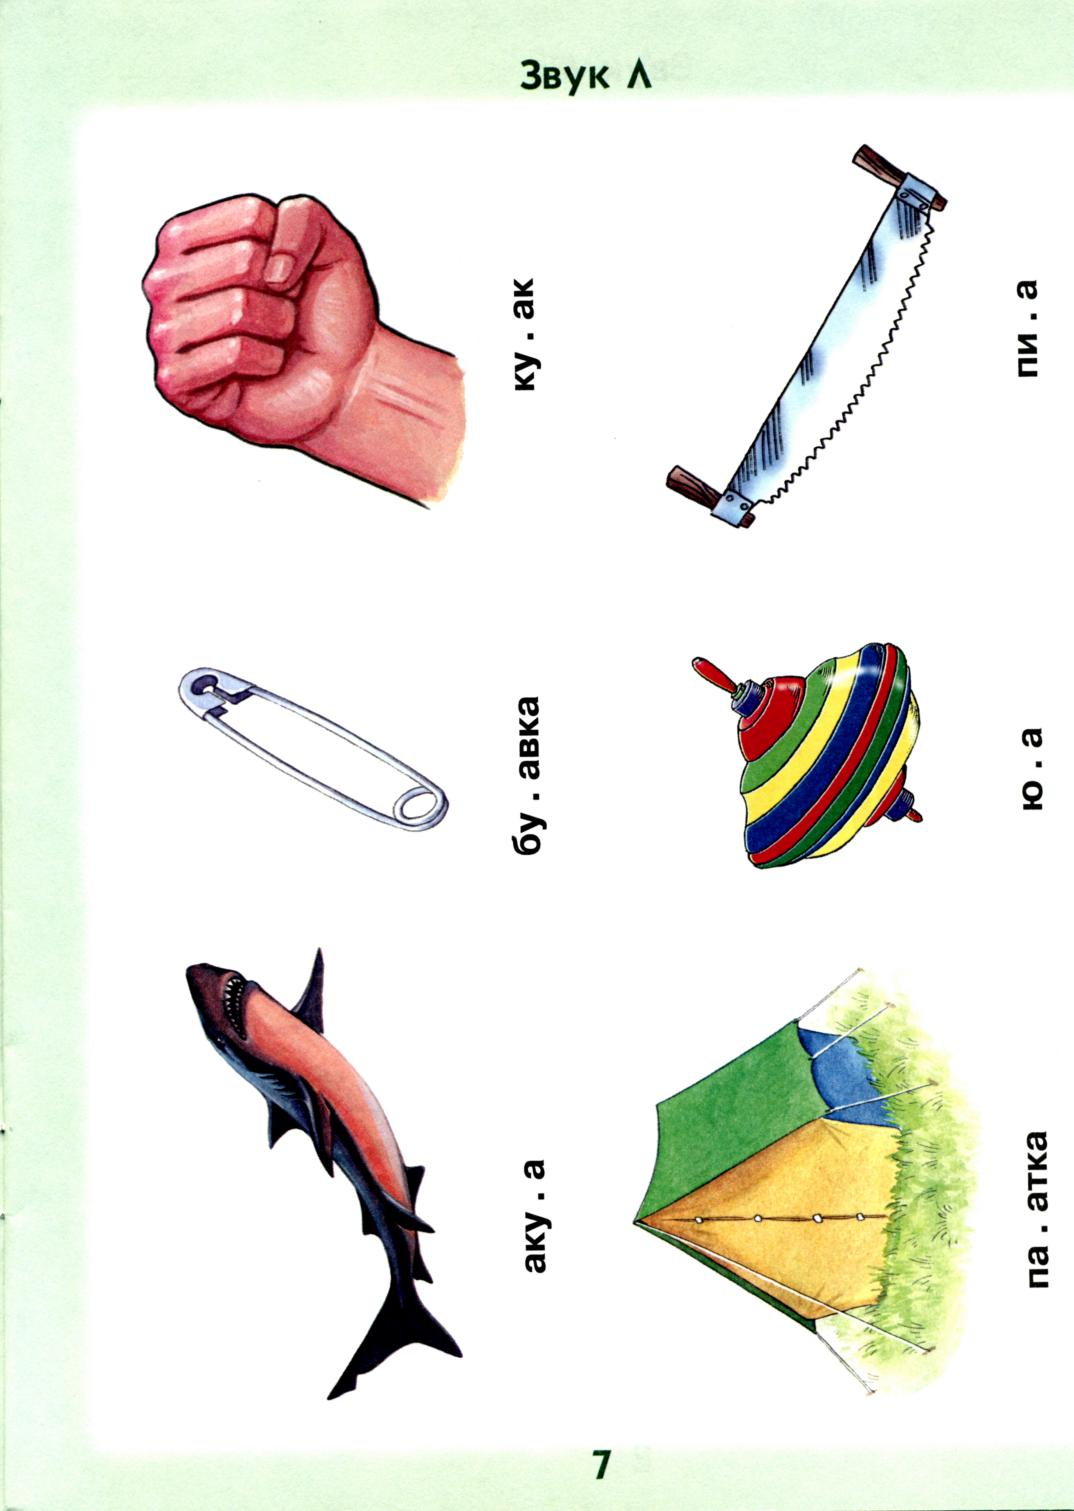 Звук Л
аку . а
бу . авка
ку . ак
па . атка
ю . а
пи . а
7